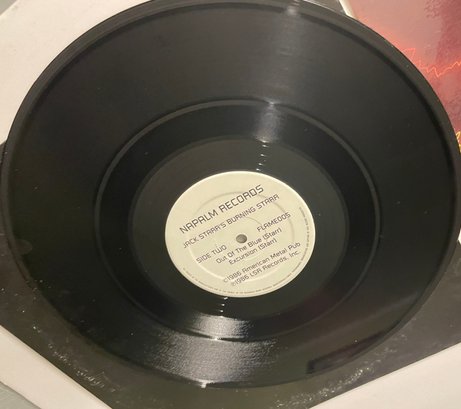 NAPALM RECORDS
JACK STARR'S BURNING STARR
SIDE TWO FLAME005
Out Of The Blue (Starr)
Excursion (Starr)
©1986 American Metal Pub
℗1986 LSR Records, Inc.